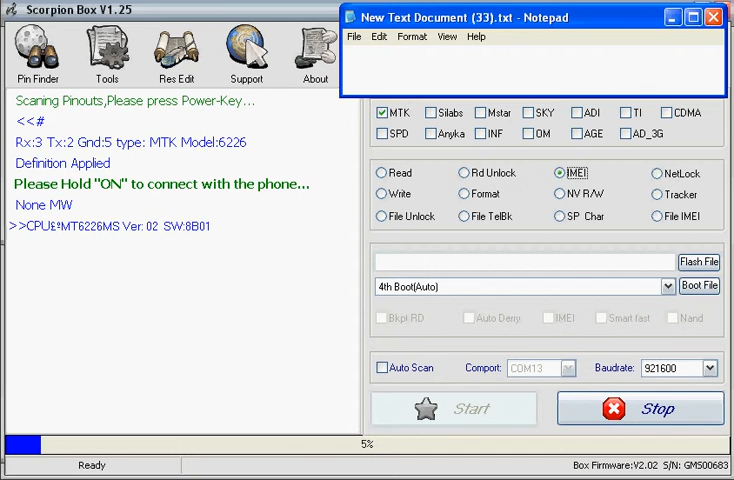 Scorpion Box V1.25
New Text Document (33).txt - Notepad
File Edit Format View Help
Pin Finder Tools Res Edit Support About
Scaning Pinouts,Please press Power-Key...
<<#
Rx:3 Tx:2 Gnd:5 type: MTK Model:6226
Definition Applied
Please Hold "ON" to connect with the phone...
None MW
>>CPU£ºMT6226MS Ver: 02 SW:8B01
MTK Silabs Mstar SKY ADI TI CDMA
SPD Anyka INF OM AGE AD_3G
Read Rd Unlock IMEI NetLock
Write Format NV R/W Tracker
File Unlock File TelBk SP Char File IMEI
Flash File
4th Boot(Auto) Boot File
Bkpt RD Auto Deny. IMEI Smart fast Nand
Auto Scan Comport: COM13 Baudrate: 921600
Start Stop
5%
Ready Box Firmware:V2.02 S/N: GMS00683